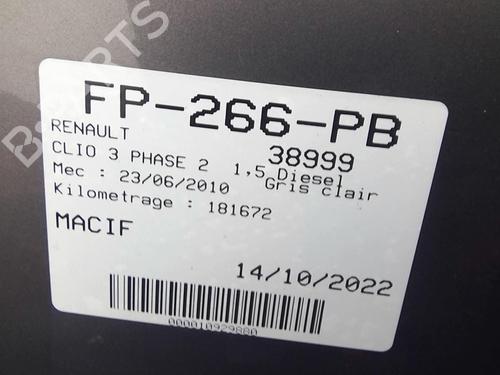 FP-266-PB
RENAULT 38999
CLIO 3 PHASE 2 1,5 Diesel
Mec : 23/06/2010 Gris clair
Kilometrage : 181672
MACIF
14/10/2022
000010929880